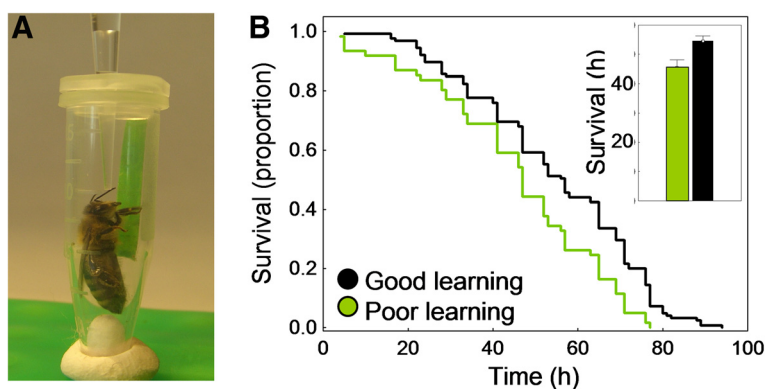 A
B
1.0
0.8
0.6
0.4
0.2
0.0
Survival (proportion)
0
20
40
60
80
100
Time (h)
Good learning
Poor learning
Survival (h)
40
20